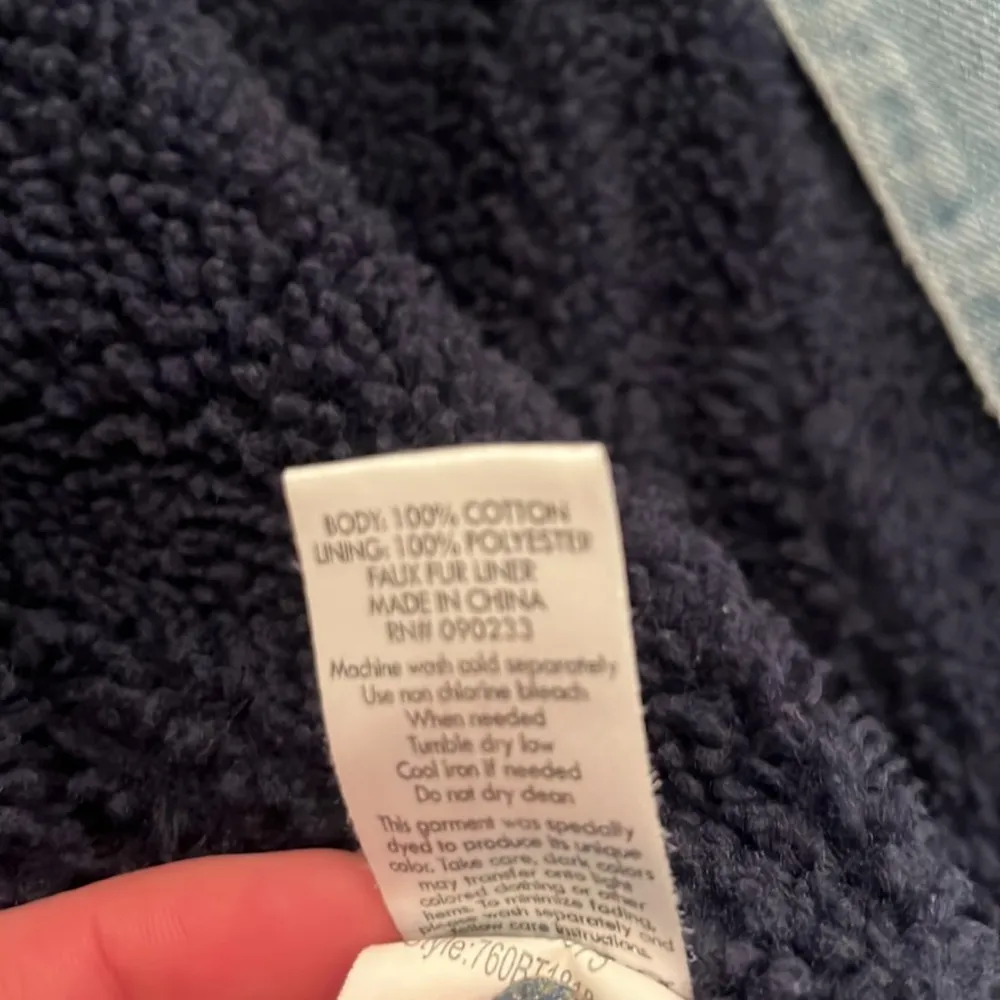 BODY: 100% COTTON
LINING: 100% POLYESTER
FAUX FUR LINER
MADE IN CHINA
RN# 090233
Machine wash cold separately
Use non chlorine bleach
When needed
Tumble dry low
Cool iron if needed
Do not dry clean
This garment was specially
dyed to produce its unique
color. Take care, dark colors
may transfer onto light
colored clothing or other
items. To minimize fading,
please wash separately and
follow care instructions.
Style:760RT